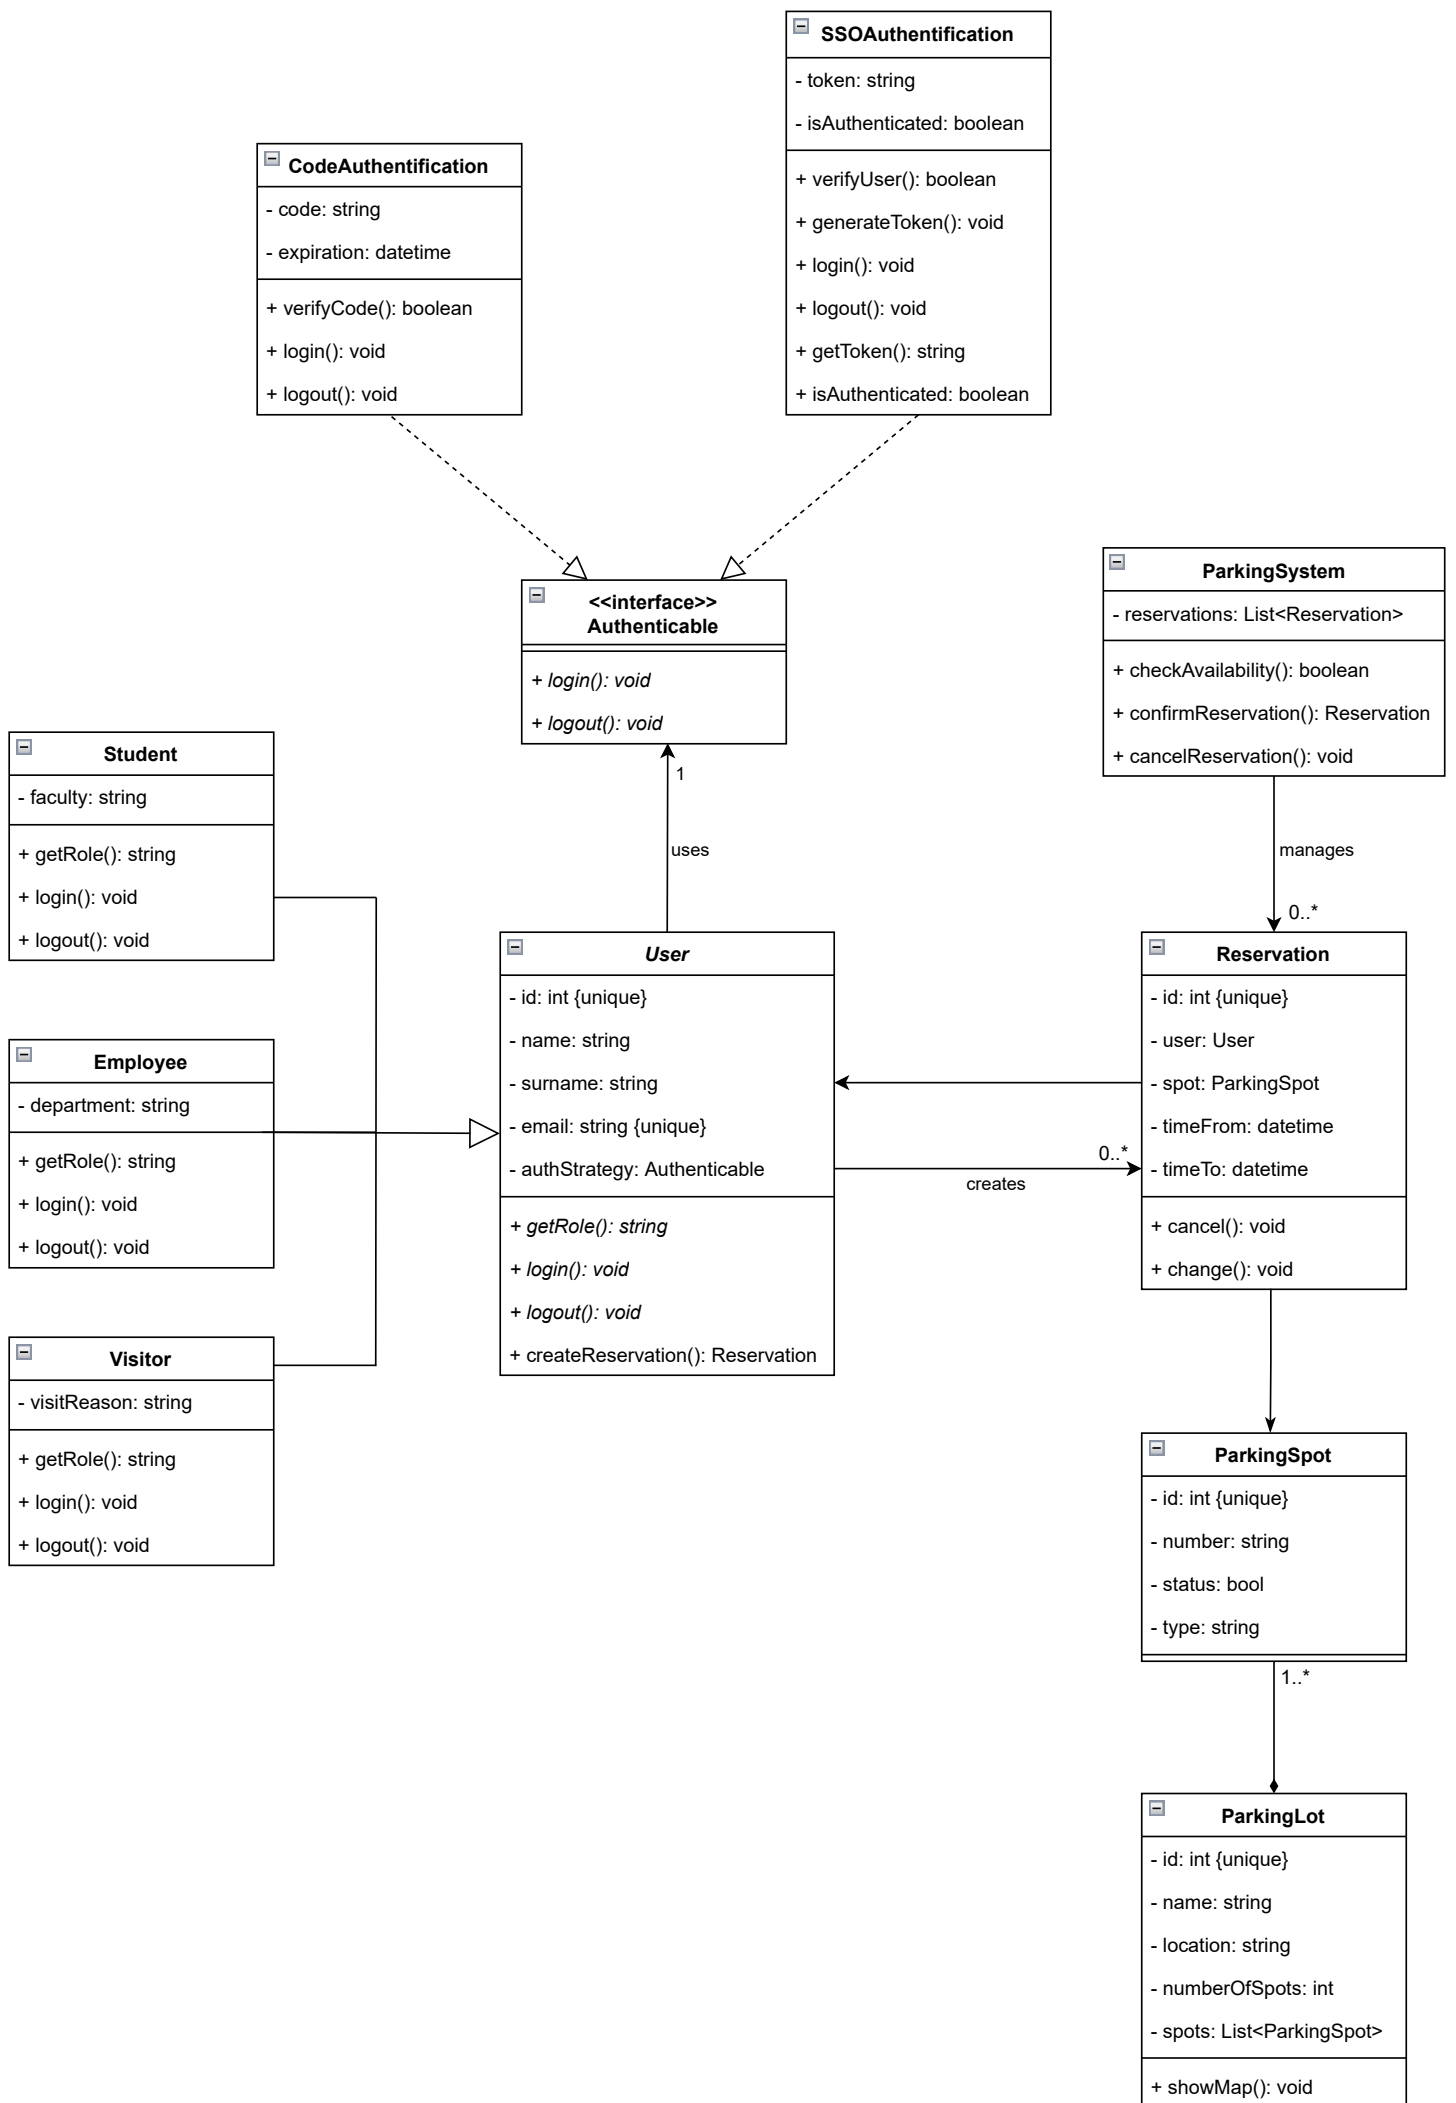 SSOAuthentification
- token: string
- isAuthenticated: boolean
+ verifyUser(): boolean
+ generateToken(): void
+ login(): void
+ logout(): void
+ getToken(): string
+ isAuthenticated: boolean
CodeAuthentification
- code: string
- expiration: datetime
+ verifyCode(): boolean
+ login(): void
+ logout(): void
<<interface>>
Authenticable
+ login(): void
+ logout(): void
1
uses
ParkingSystem
- reservations: List<Reservation>
+ checkAvailability(): boolean
+ confirmReservation(): Reservation
+ cancelReservation(): void
manages
0..*
Student
- faculty: string
+ getRole(): string
+ login(): void
+ logout(): void
Employee
- department: string
+ getRole(): string
+ login(): void
+ logout(): void
Visitor
- visitReason: string
+ getRole(): string
+ login(): void
+ logout(): void
User
- id: int {unique}
- name: string
- surname: string
- email: string {unique}
- authStrategy: Authenticable
+ getRole(): string
+ login(): void
+ logout(): void
+ createReservation(): Reservation
0..*
creates
Reservation
- id: int {unique}
- user: User
- spot: ParkingSpot
- timeFrom: datetime
- timeTo: datetime
+ cancel(): void
+ change(): void
ParkingSpot
- id: int {unique}
- number: string
- status: bool
- type: string
1..*
ParkingLot
- id: int {unique}
- name: string
- location: string
- numberOfSpots: int
- spots: List<ParkingSpot>
+ showMap(): void